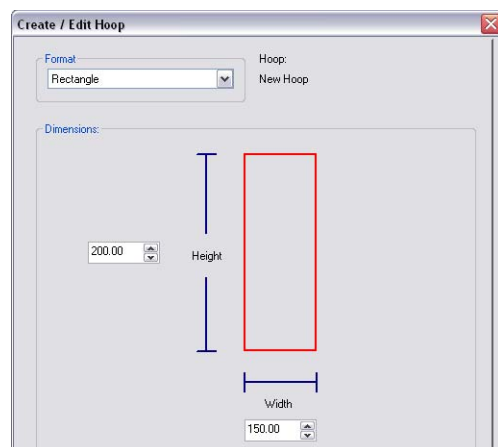 Create / Edit Hoop
Format
Hoop:
Rectangle
New Hoop
Dimensions:
200.00
Height
Width
150.00